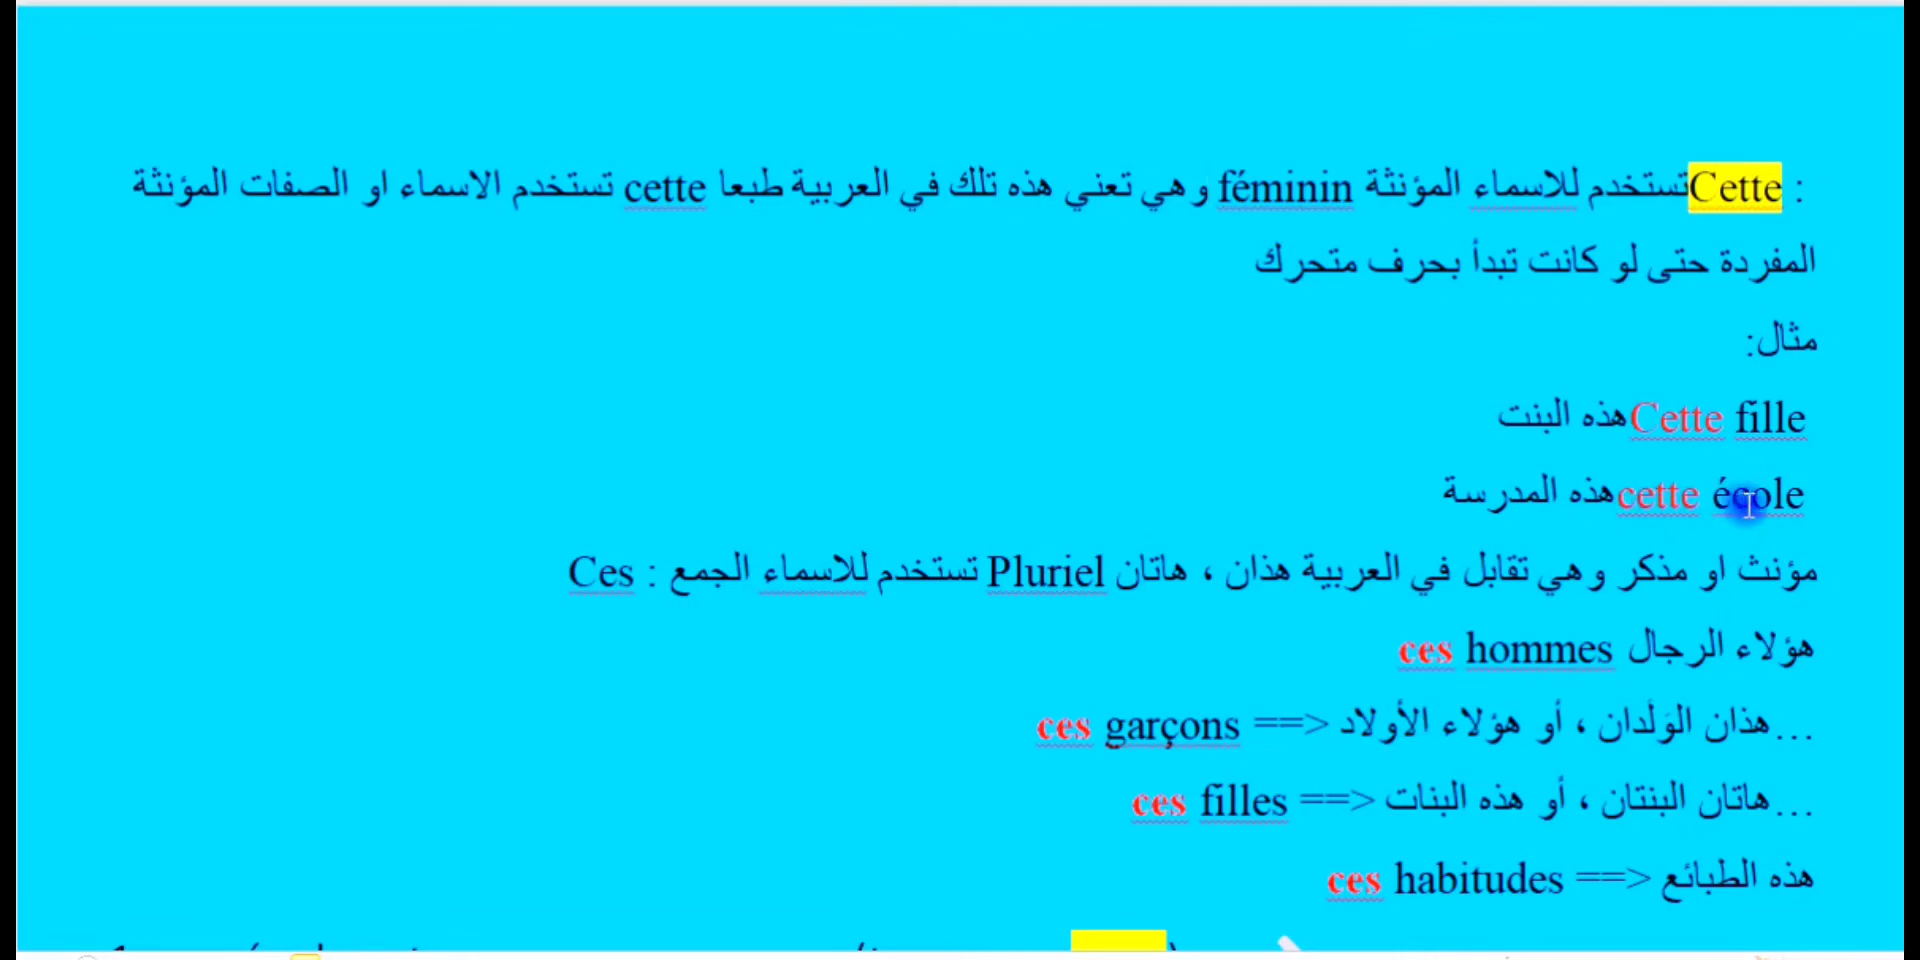 Cette : تستخدم للاسماء المؤنثة féminin وهي تعني هذه تلك في العربية طبعا cette تستخدم الاسماء او الصفات المؤنثة
المفردة حتى لو كانت تبدأ بحرف متحرك
مثال:
Cette fille هذه البنت
cette école هذه المدرسة
Ces : تستخدم للاسماء الجمع Pluriel مؤنث او مذكر وهي تقابل في العربية هذان ، هاتان
ces hommes هؤلاء الرجال
ces garçons ==> هذان الوَلَدان ، أو هؤلاء الأولاد...
ces filles ==> هاتان البنتان ، أو هذه البنات...
ces habitudes ==> هذه الطبائع